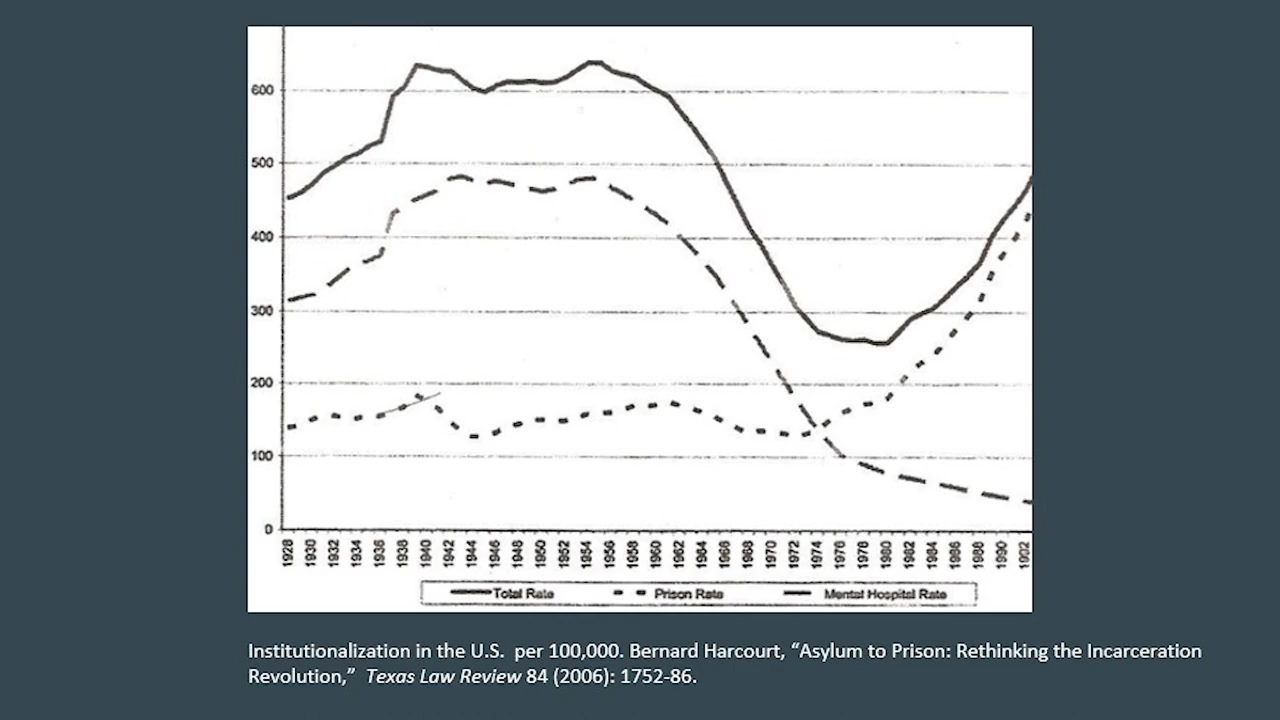 600
500
400
300
200
100
0
1928 1930 1932 1934 1936 1938 1940 1942 1944 1946 1948 1950 1952 1954 1956 1958 1960 1962 1964 1966 1968 1970 1972 1974 1976 1978 1980 1982 1984 1986 1988 1990 1992
Total Rate Prison Rate Mental Hospital Rate
Institutionalization in the U.S. per 100,000. Bernard Harcourt, “Asylum to Prison: Rethinking the Incarceration
Revolution,” Texas Law Review 84 (2006): 1752-86.